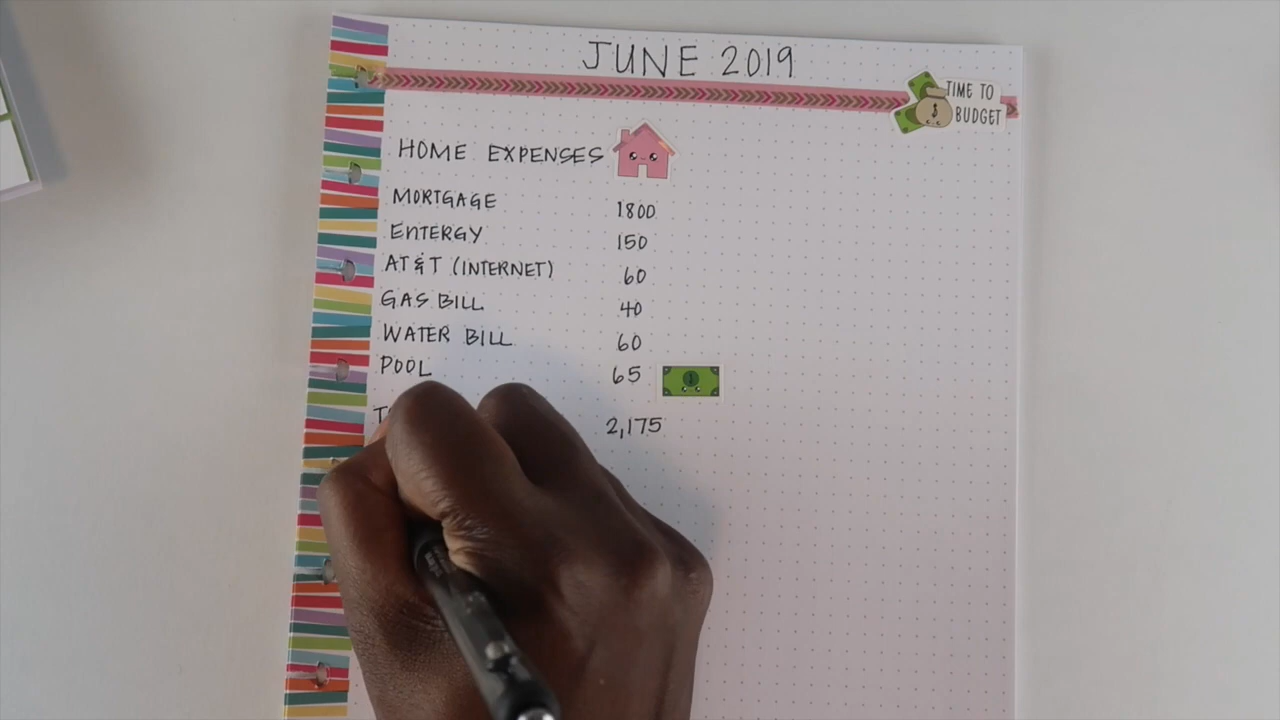 JUNE 2019
TIME TO
BUDGET
HOME EXPENSES
MORTGAGE 1800
ENTERGY 150
AT&T (INTERNET) 60
GAS BILL 40
WATER BILL 60
POOL 65
2,175